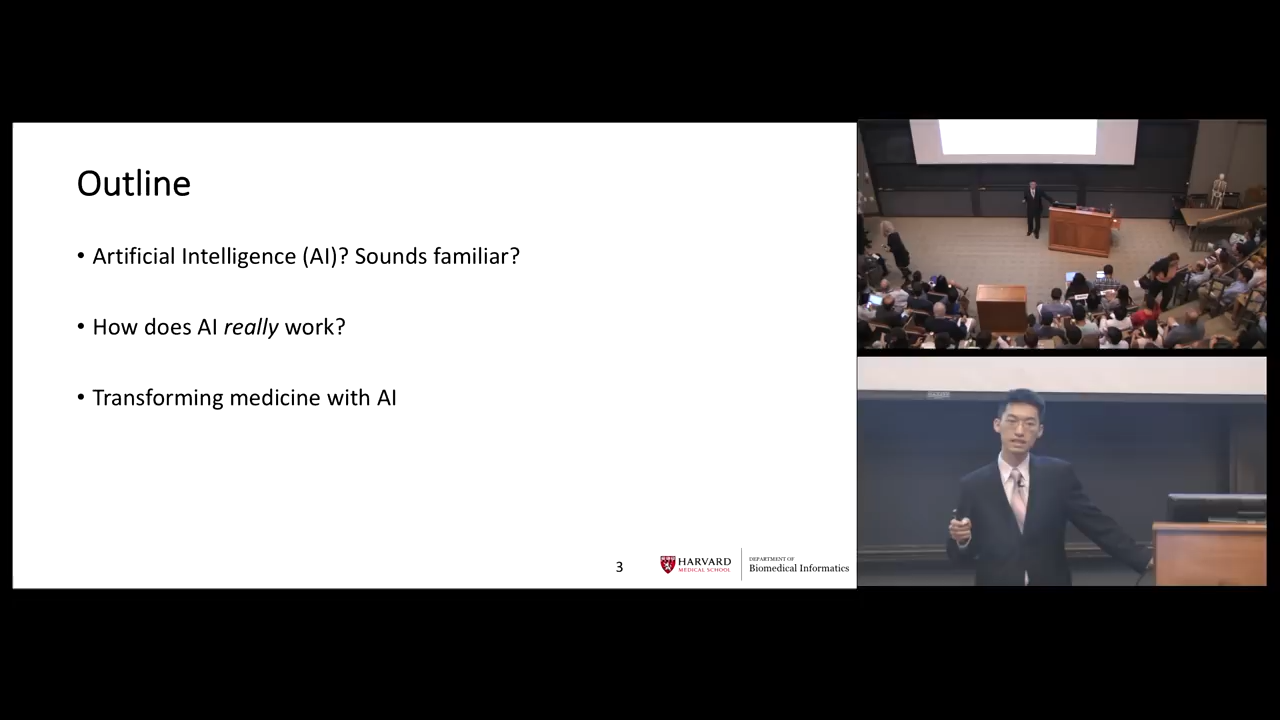 Outline
• Artificial Intelligence (AI)? Sounds familiar?
• How does AI really work?
• Transforming medicine with AI
3
HARVARD
MEDICAL SCHOOL
DEPARTMENT OF
Biomedical Informatics